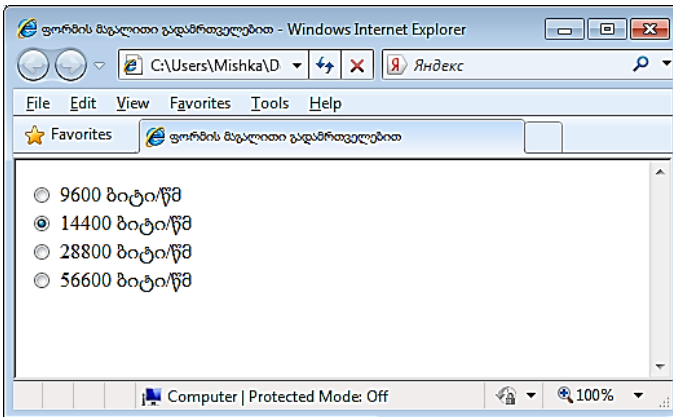 ფორმის მაგალითი გადამრთველებით - Windows Internet Explorer
C:\Users\Mishka\D Я Яндекс
File Edit View Favorites Tools Help
Favorites ფორმის მაგალითი გადამრთველებით
9600 ბიტი/წმ
14400 ბიტი/წმ
28800 ბიტი/წმ
56600 ბიტი/წმ
Computer | Protected Mode: Off 100%